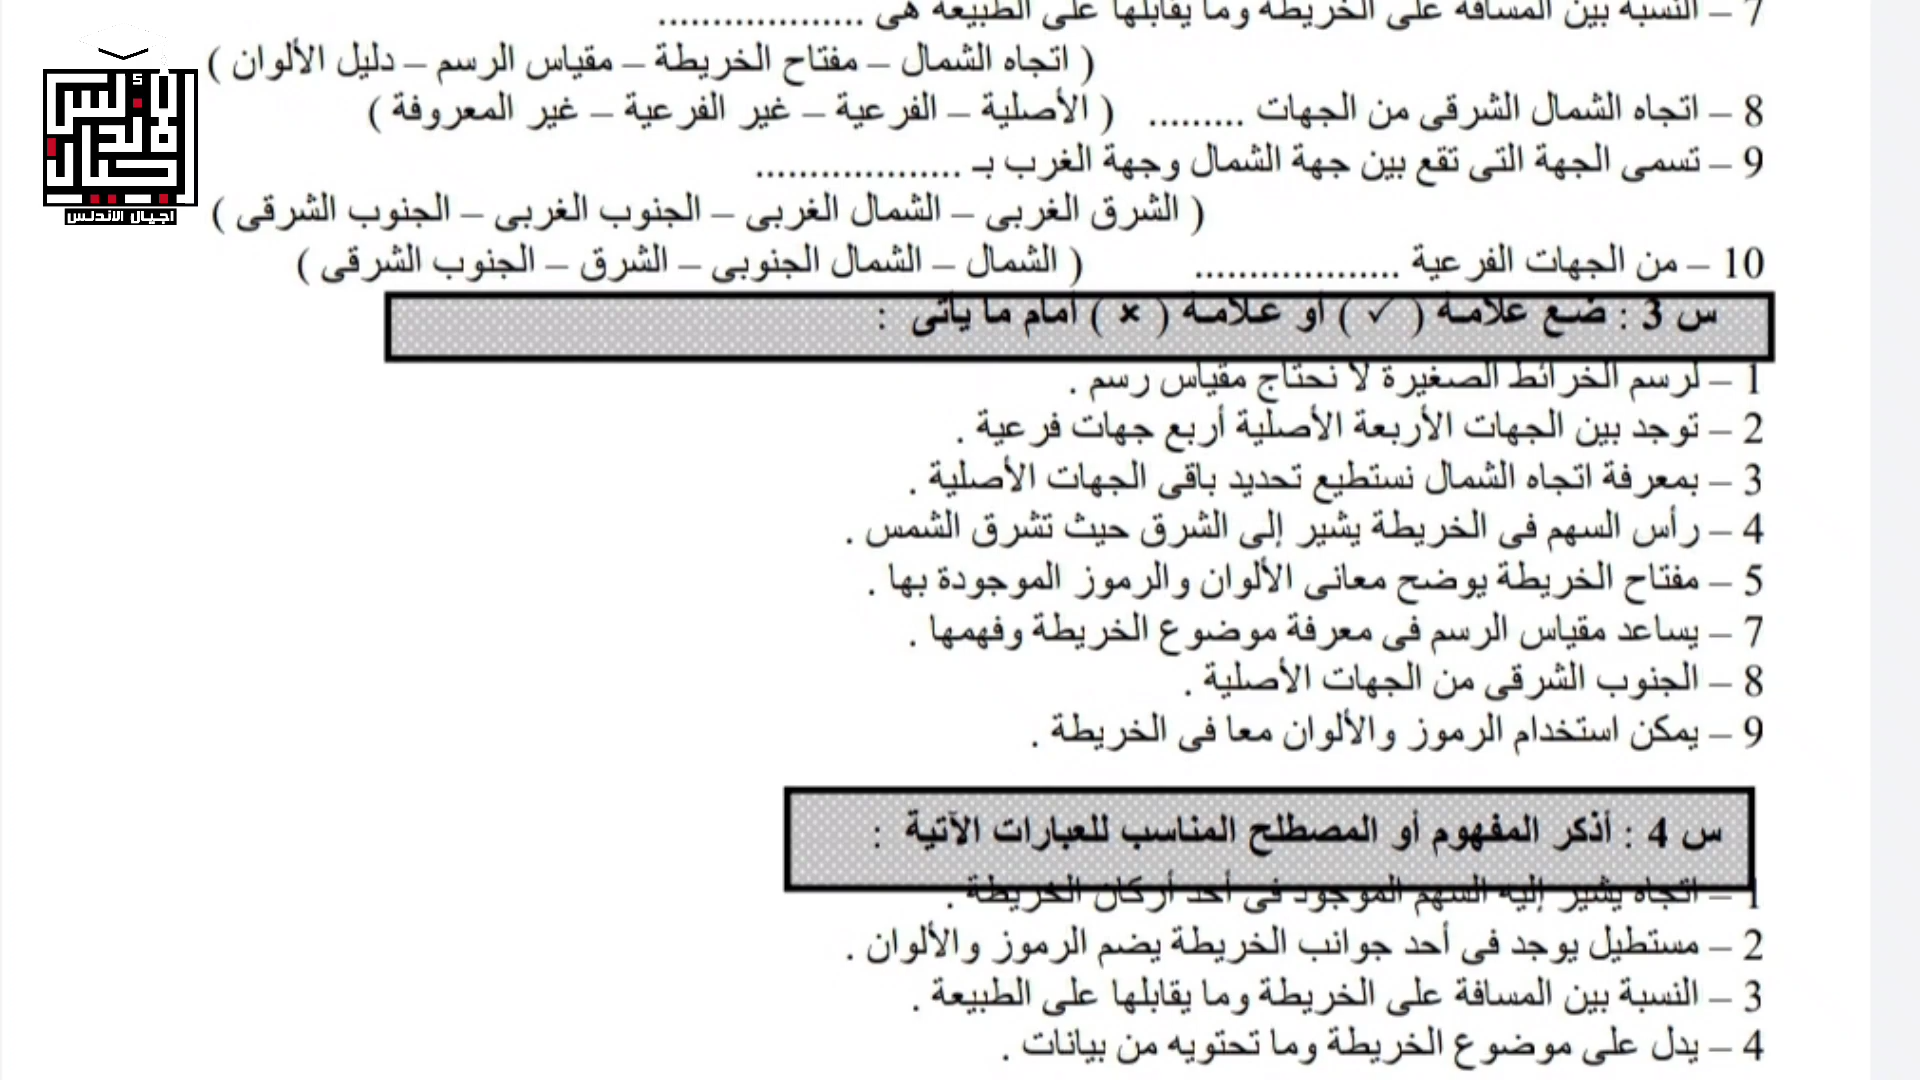 7 – النسبة بين المسافة على الخريطة وما يقابلها على الطبيعة هى ...................
( اتجاه الشمال – مفتاح الخريطة – مقياس الرسم – دليل الألوان )
8 – اتجاه الشمال الشرقى من الجهات ......... ( الأصلية – الفرعية – غير الفرعية – غير المعروفة )
9 – تسمى الجهة التى تقع بين جهة الشمال وجهة الغرب بـ ...................
( الشرق الغربى – الشمال الغربى – الجنوب الغربى – الجنوب الشرقى )
10 – من الجهات الفرعية ................... ( الشمال – الشمال الجنوبى – الشرق – الجنوب الشرقى )
س 3 : ضع علامة ( ✓ ) أو علامة ( × ) أمام ما يأتى :
1 – لرسم الخرائط الصغيرة لا نحتاج مقياس رسم .
2 – توجد بين الجهات الأربعة الأصلية أربع جهات فرعية .
3 – بمعرفة اتجاه الشمال نستطيع تحديد باقى الجهات الأصلية .
4 – رأس السهم فى الخريطة يشير إلى الشرق حيث تشرق الشمس .
5 – مفتاح الخريطة يوضح معانى الألوان والرموز الموجودة بها .
7 – يساعد مقياس الرسم فى معرفة موضوع الخريطة وفهمها .
8 – الجنوب الشرقى من الجهات الأصلية .
9 – يمكن استخدام الرموز والألوان معا فى الخريطة .
س 4 : أذكر المفهوم أو المصطلح المناسب للعبارات الآتية :
1 – اتجاه يشير إليه السهم الموجود فى أحد أركان الخريطة .
2 – مستطيل يوجد فى أحد جوانب الخريطة يضم الرموز والألوان .
3 – النسبة بين المسافة على الخريطة وما يقابلها على الطبيعة .
4 – يدل على موضوع الخريطة وما تحتويه من بيانات .
اجيال الاندلس